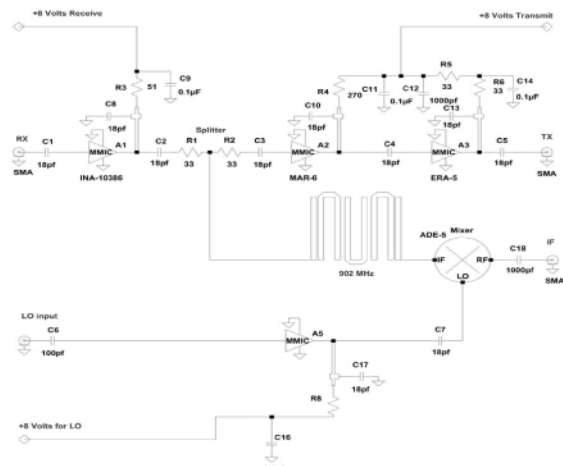 +8 Volts Receive
+8 Volts Transmit
C9
0.1µF
R3
51
C8
18pf
R4
270
C11
0.1µF
C12
1000pf
R5
33
R6
33
C14
0.1µF
C10
18pf
C13
18pf
RX
SMA
C1
18pf
MMIC
A1
INA-10386
C2
18pf
R1
33
Splitter
R2
33
C3
18pf
MMIC
A2
MAR-6
C4
18pf
MMIC
A3
ERA-5
C5
18pf
TX
SMA
902 MHz
ADE-5
Mixer
IF
RF
LO
C18
1000pf
IF
SMA
LO input
C6
100pf
MMIC
A5
C7
18pf
C17
18pf
R8
+8 Volts for LO
C16